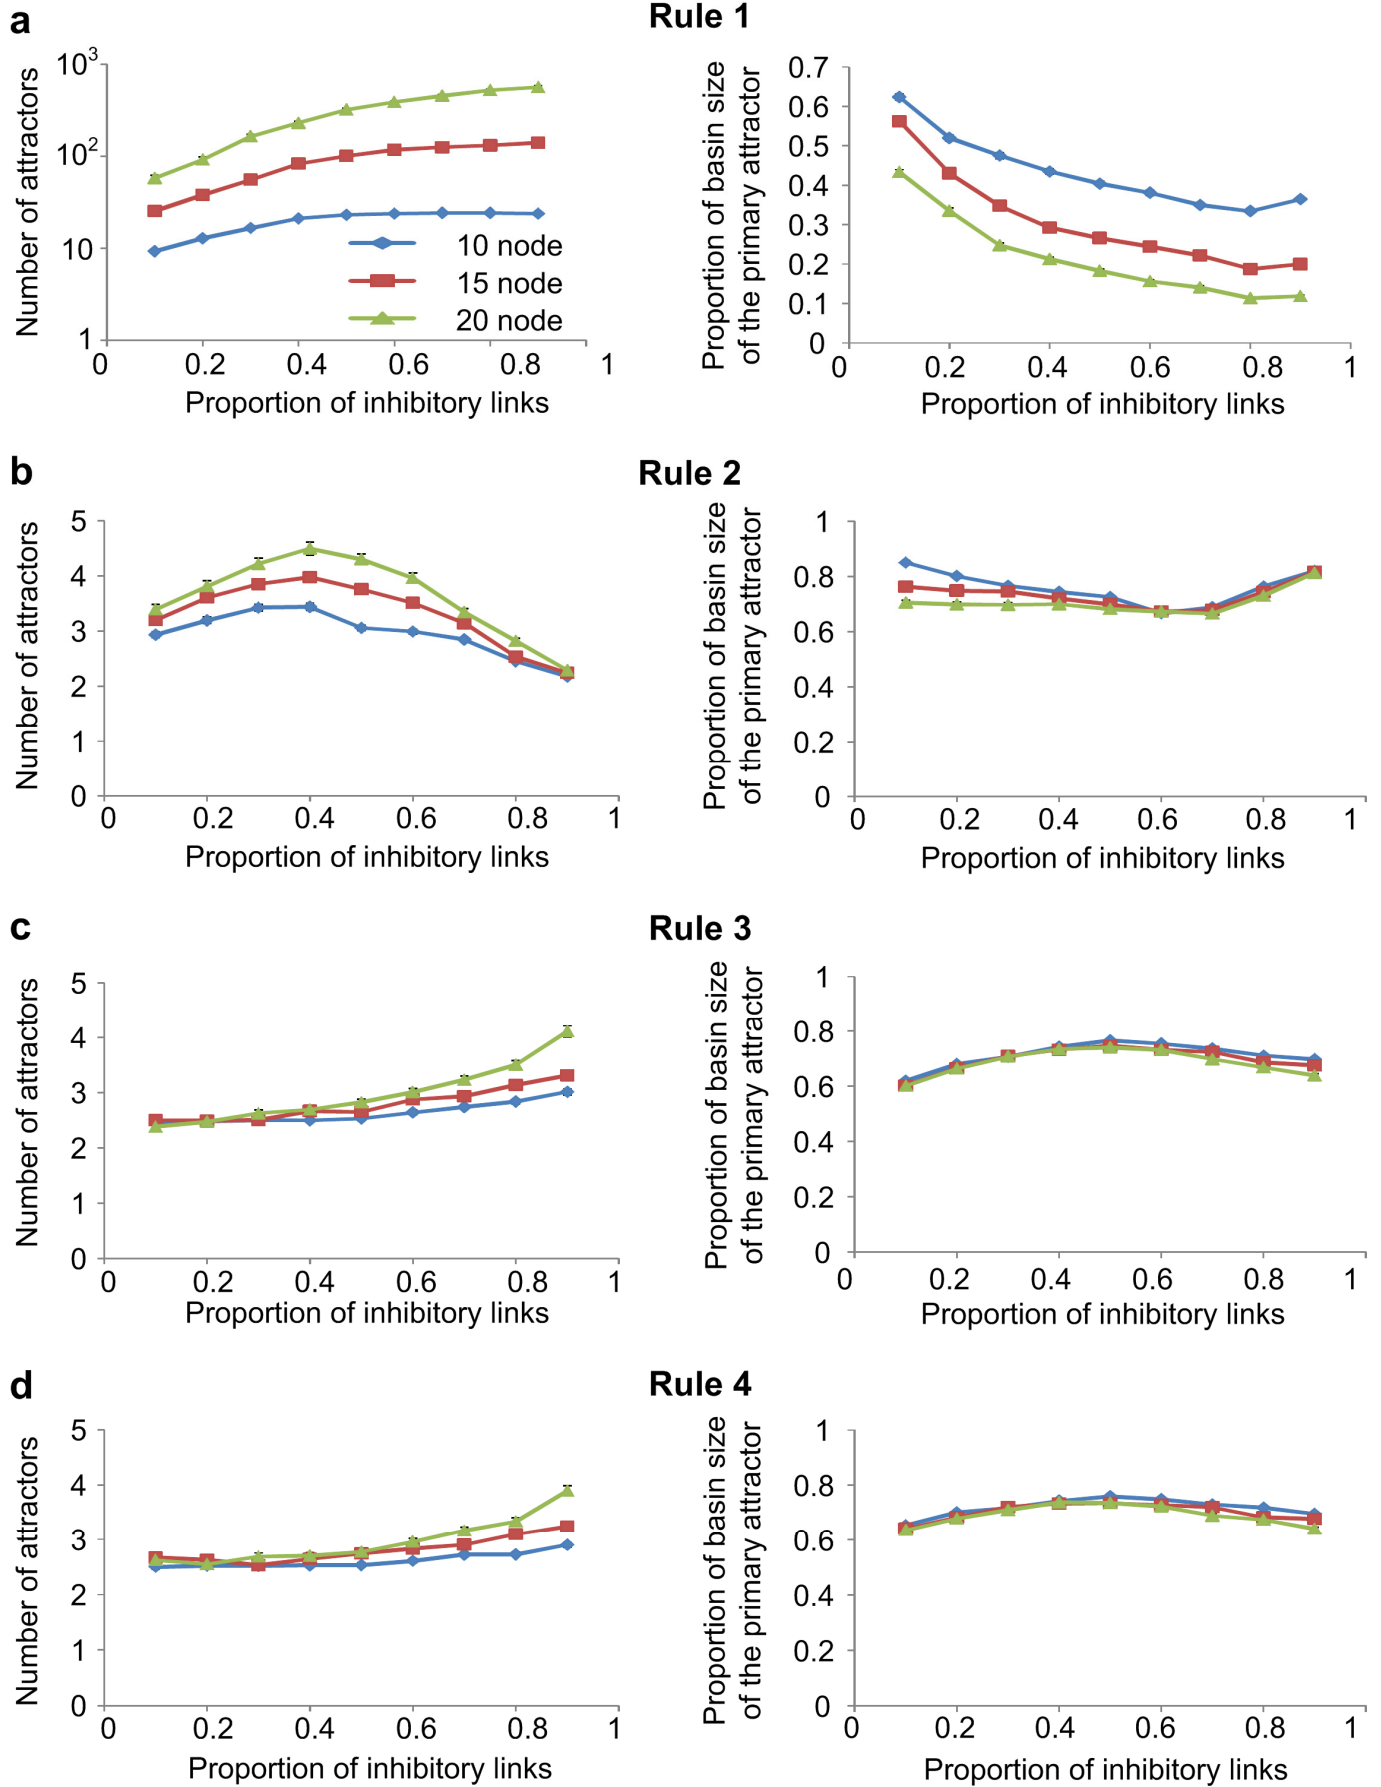 a
Rule 1
Number of attractors
10³
10²
10
1
0 0.2 0.4 0.6 0.8 1
Proportion of inhibitory links
10 node
15 node
20 node
Proportion of basin size
of the primary attractor
0.7
0.6
0.5
0.4
0.3
0.2
0.1
0
0 0.2 0.4 0.6 0.8 1
Proportion of inhibitory links
b
Rule 2
Number of attractors
5
4
3
2
1
0
0 0.2 0.4 0.6 0.8 1
Proportion of inhibitory links
Proportion of basin size
of the primary attractor
1
0.8
0.6
0.4
0.2
0
0 0.2 0.4 0.6 0.8 1
Proportion of inhibitory links
c
Rule 3
Number of attractors
5
4
3
2
1
0
0 0.2 0.4 0.6 0.8 1
Proportion of inhibitory links
Proportion of basin size
of the primary attractor
1
0.8
0.6
0.4
0.2
0
0 0.2 0.4 0.6 0.8 1
Proportion of inhibitory links
d
Rule 4
Number of attractors
5
4
3
2
1
0
0 0.2 0.4 0.6 0.8 1
Proportion of inhibitory links
Proportion of basin size
of the primary attractor
1
0.8
0.6
0.4
0.2
0
0 0.2 0.4 0.6 0.8 1
Proportion of inhibitory links